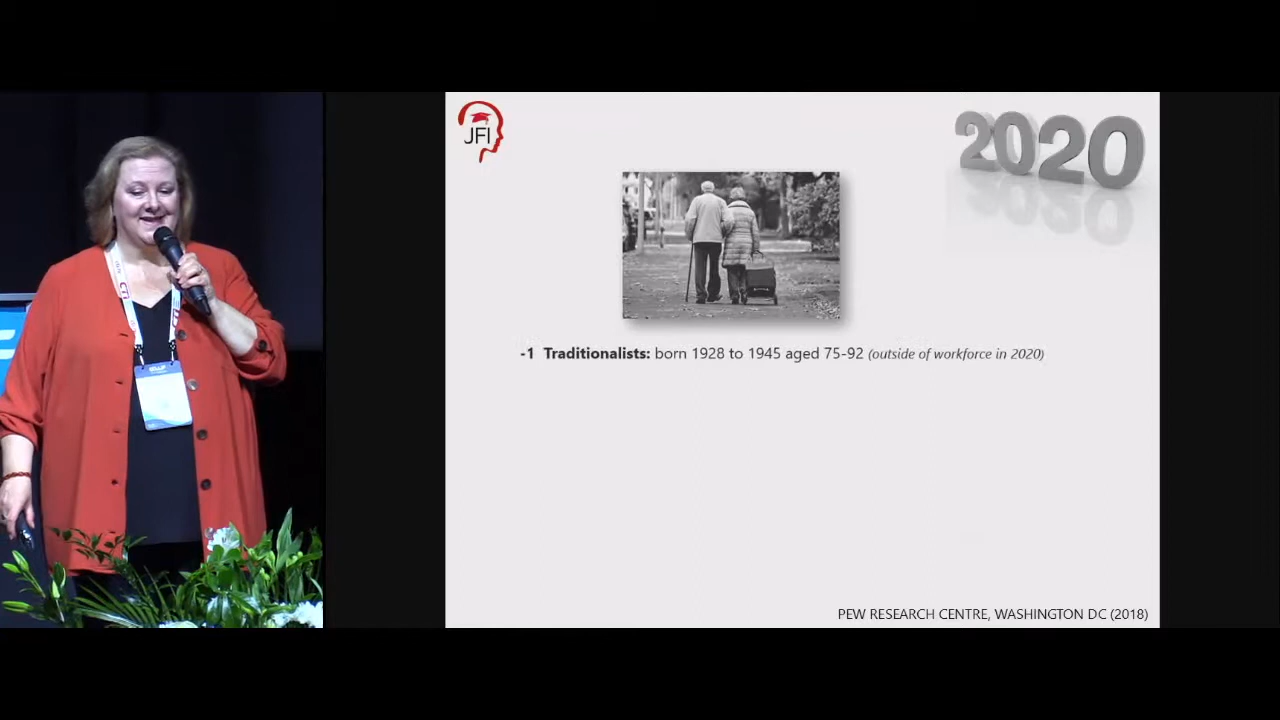 JFI
2020
-1 Traditionalists: born 1928 to 1945 aged 75-92 (outside of workforce in 2020)
PEW RESEARCH CENTRE, WASHINGTON DC (2018)